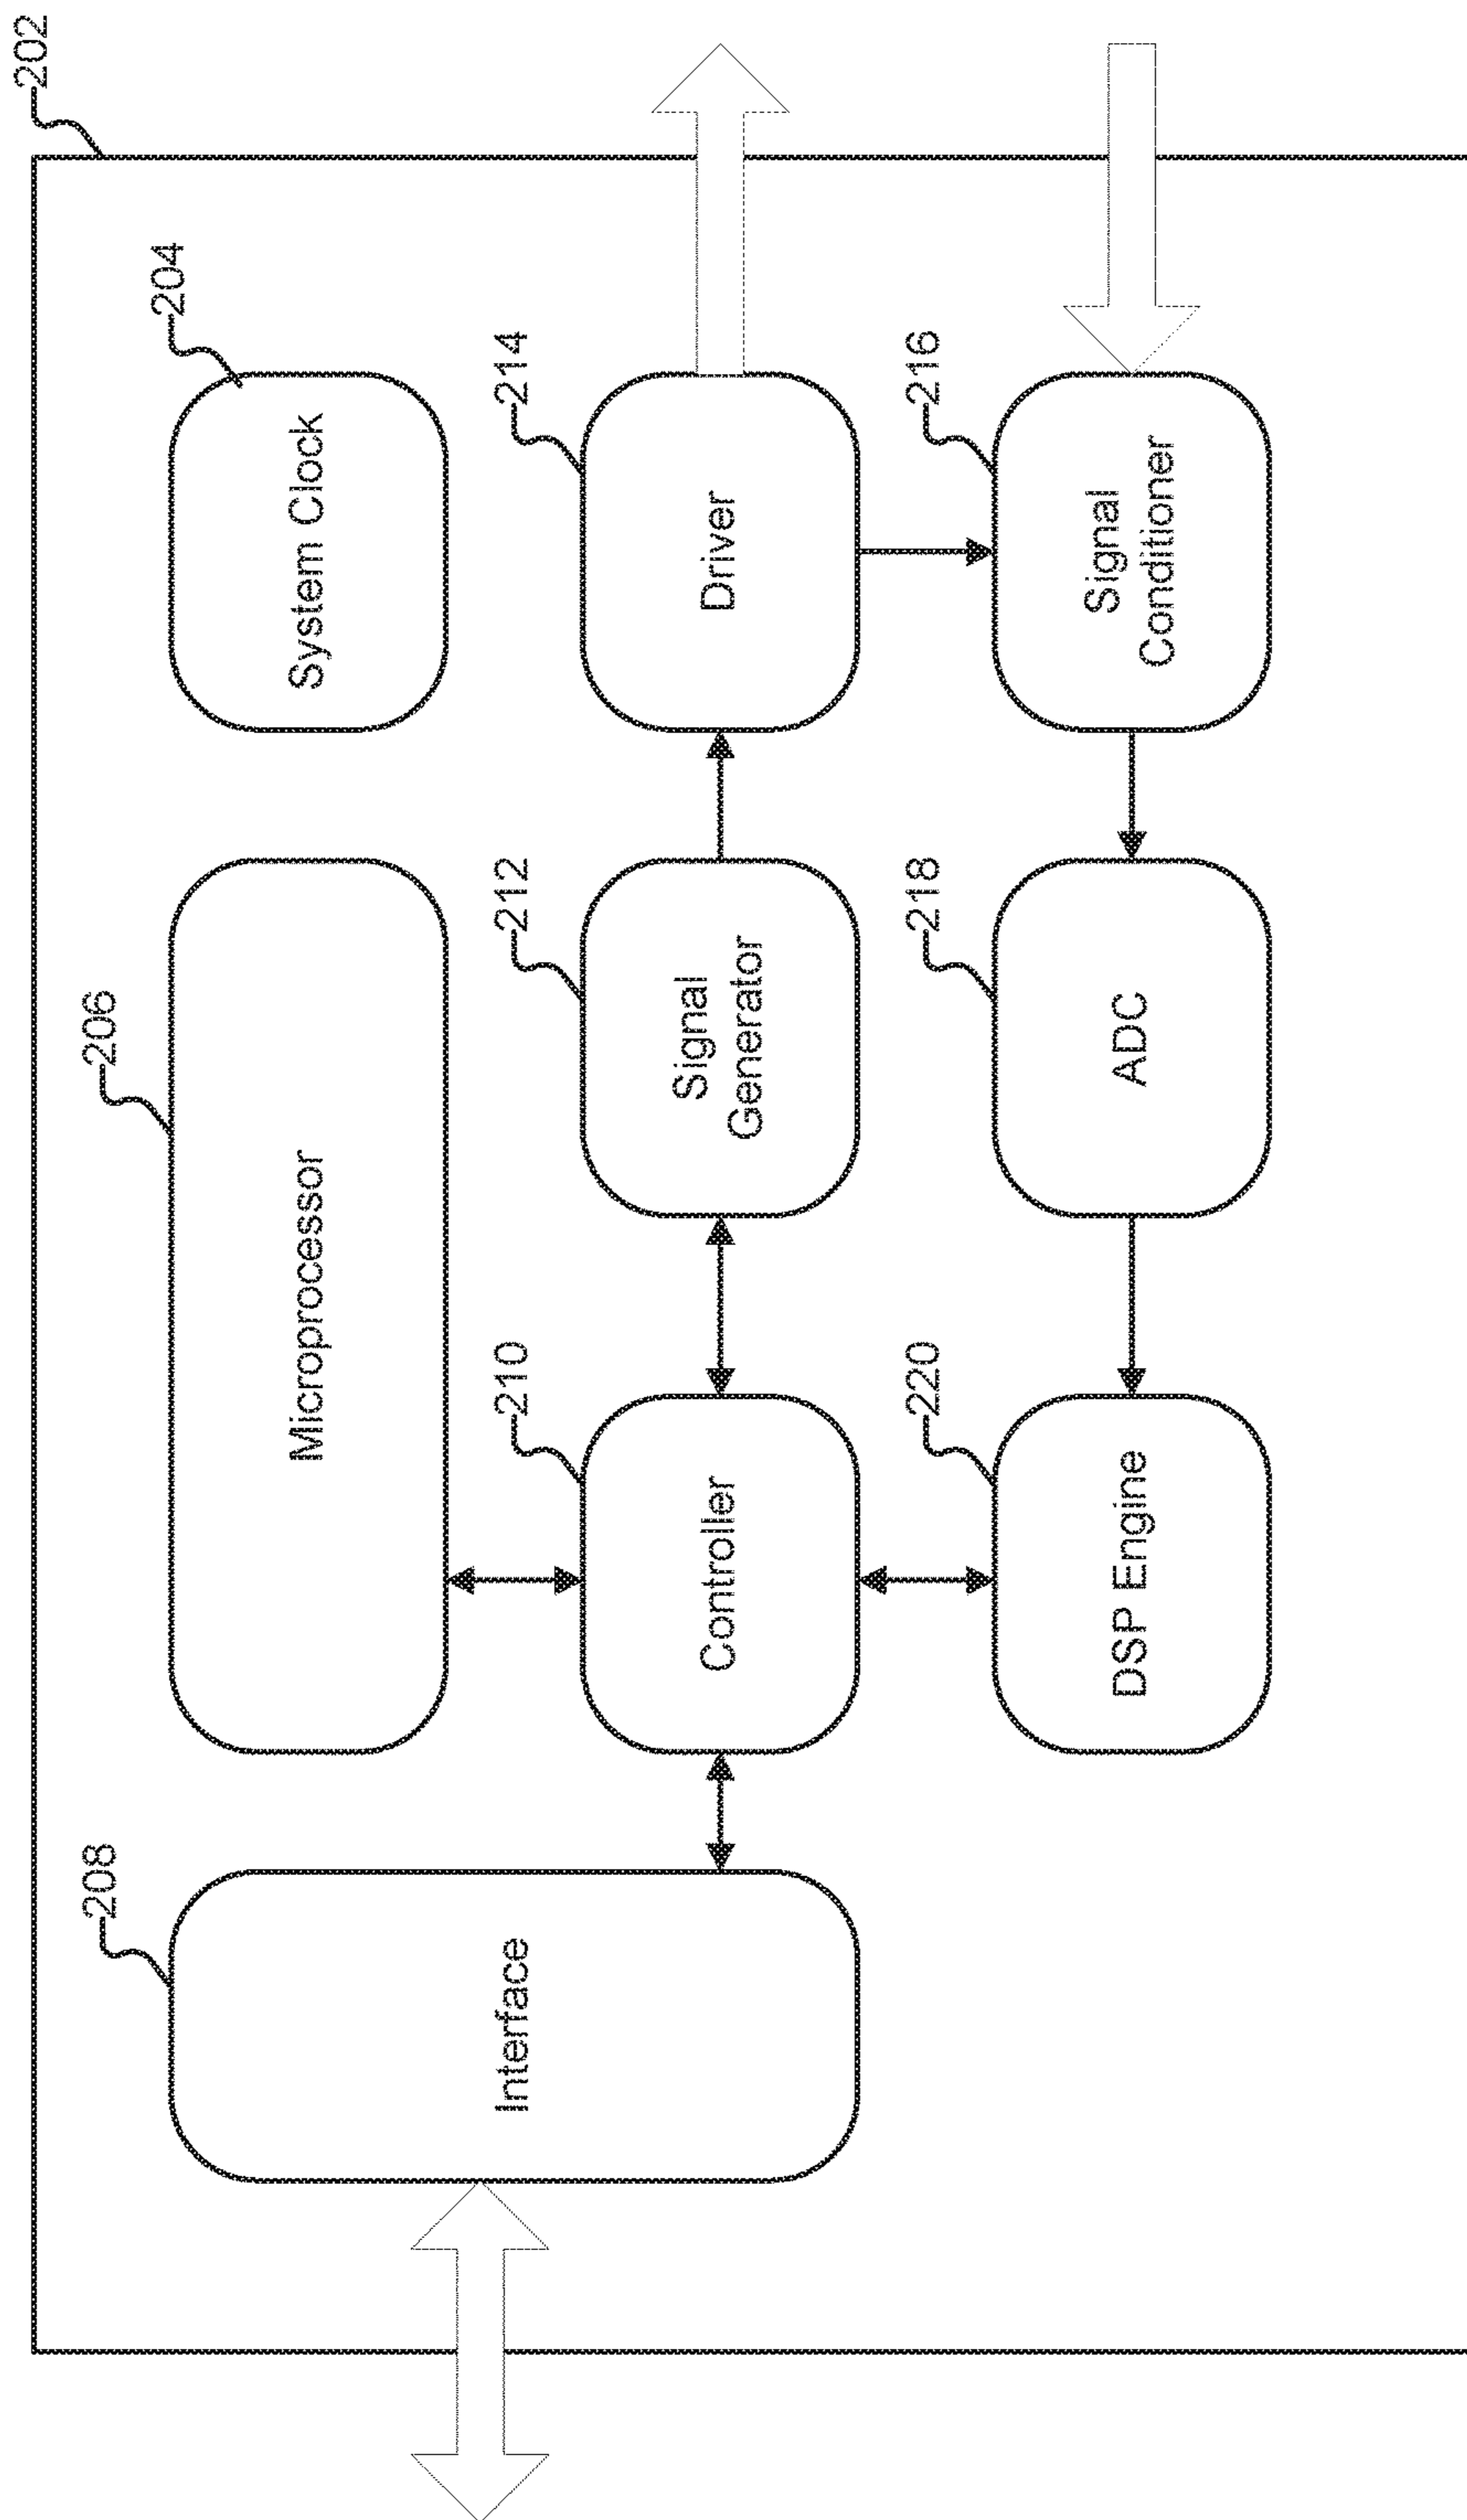 202
204
System Clock
206
Microprocessor
208
Interface
210
Controller
212
Signal
Generator
214
Driver
216
Signal
Conditioner
218
ADC
220
DSP Engine